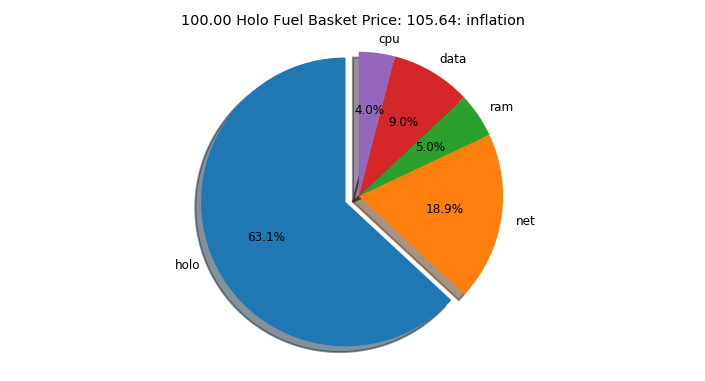 100.00 Holo Fuel Basket Price: 105.64: inflation
cpu
data
ram
4.0%
9.0%
5.0%
18.9%
net
63.1%
holo